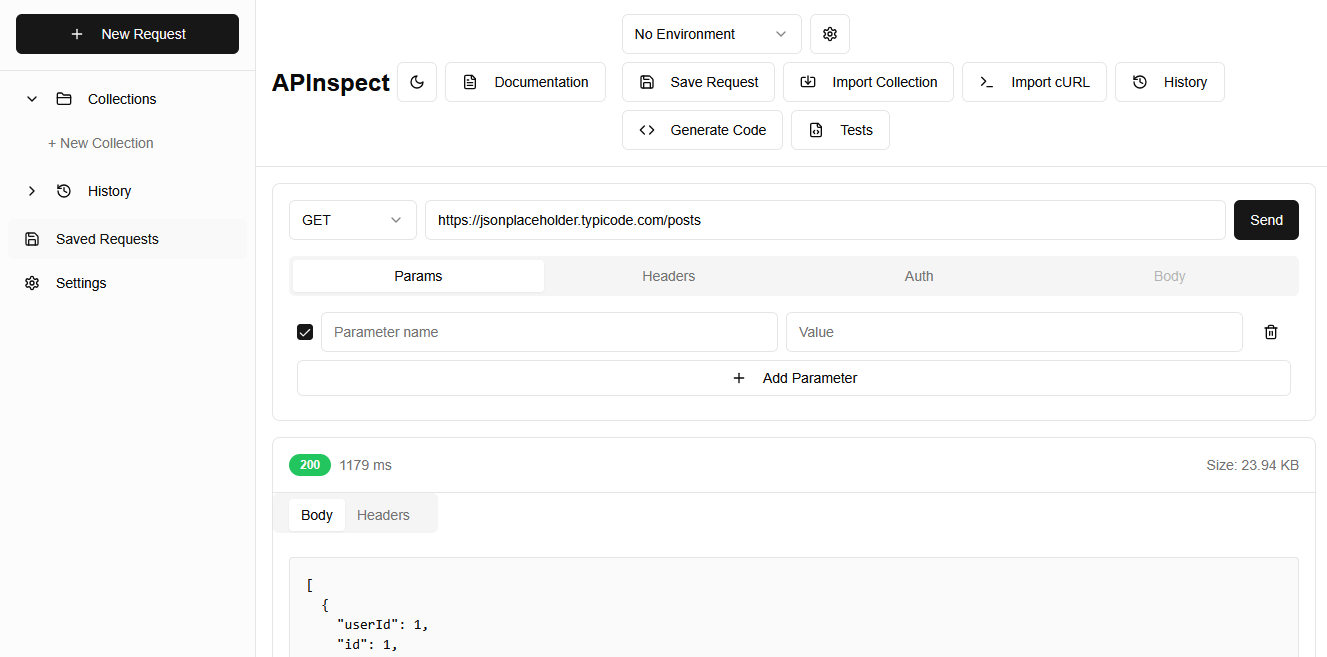 New Request
Collections
+ New Collection
History
Saved Requests
Settings
APInspect
Documentation
No Environment
Save Request
Import Collection
Import cURL
History
Generate Code
Tests
GET
https://jsonplaceholder.typicode.com/posts
Send
Params
Headers
Auth
Body
Parameter name
Value
Add Parameter
200
1179 ms
Size: 23.94 KB
Body
Headers
[
{
"userId": 1,
"id": 1,